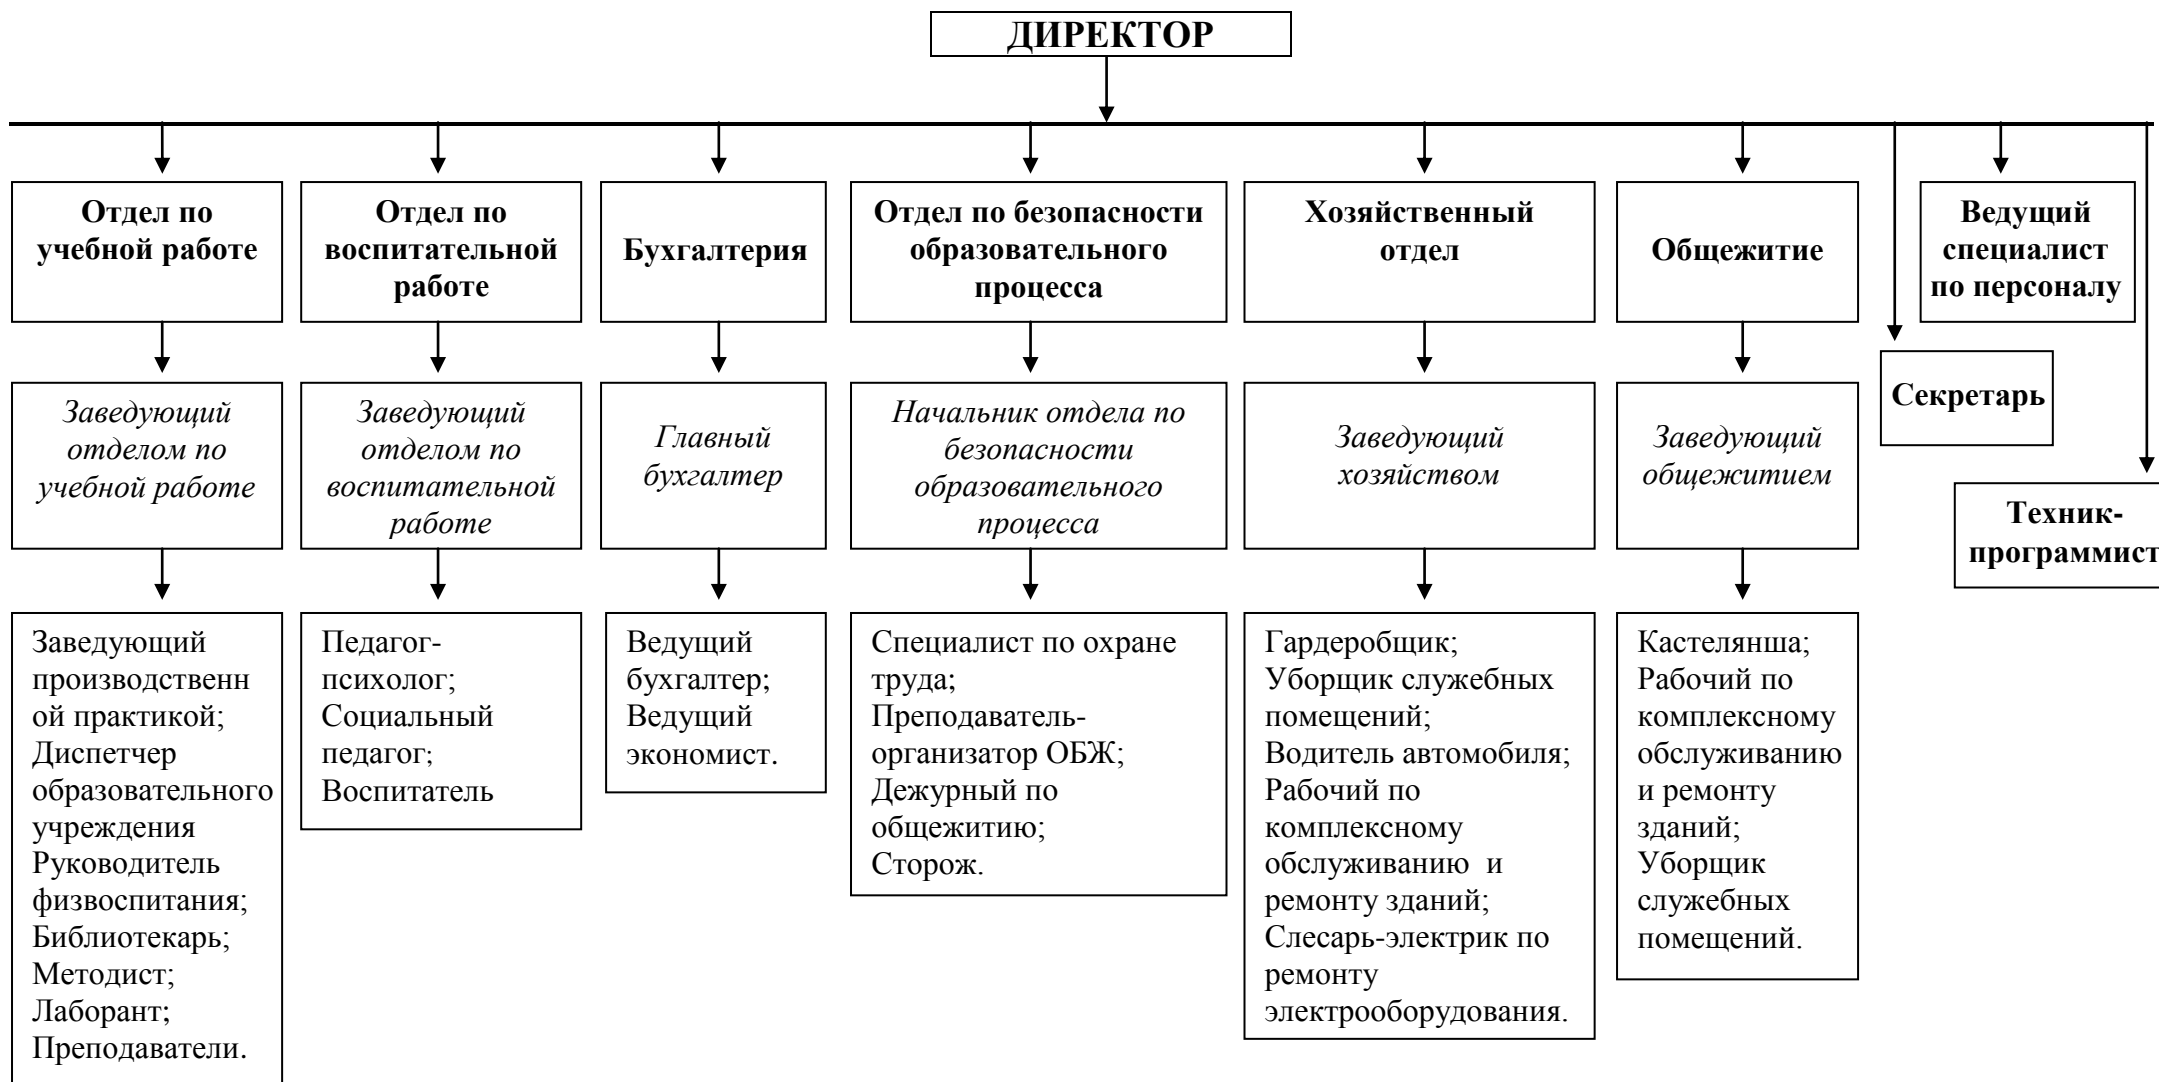 ДИРЕКТОР
Отдел по
учебной работе
Отдел по
воспитательной
работе
Бухгалтерия
Отдел по безопасности
образовательного
процесса
Хозяйственный
отдел
Общежитие
Ведущий
специалист
по персоналу
Секретарь
Техник-
программист
Заведующий
отделом по
учебной работе
Заведующий
отделом по
воспитательной
работе
Главный
бухгалтер
Начальник отдела по
безопасности
образовательного
процесса
Заведующий
хозяйством
Заведующий
общежитием
Заведующий
производственн
ой практикой;
Диспетчер
образовательного
учреждения
Руководитель
физвоспитания;
Библиотекарь;
Методист;
Лаборант;
Преподаватели.
Педагог-
психолог;
Социальный
педагог;
Воспитатель
Ведущий
бухгалтер;
Ведущий
экономист.
Специалист по охране
труда;
Преподаватель-
организатор ОБЖ;
Дежурный по
общежитию;
Сторож.
Гардеробщик;
Уборщик служебных
помещений;
Водитель автомобиля;
Рабочий по
комплексному
обслуживанию и
ремонту зданий;
Слесарь-электрик по
ремонту
электрооборудования.
Кастелянша;
Рабочий по
комплексному
обслуживанию
и ремонту
зданий;
Уборщик
служебных
помещений.